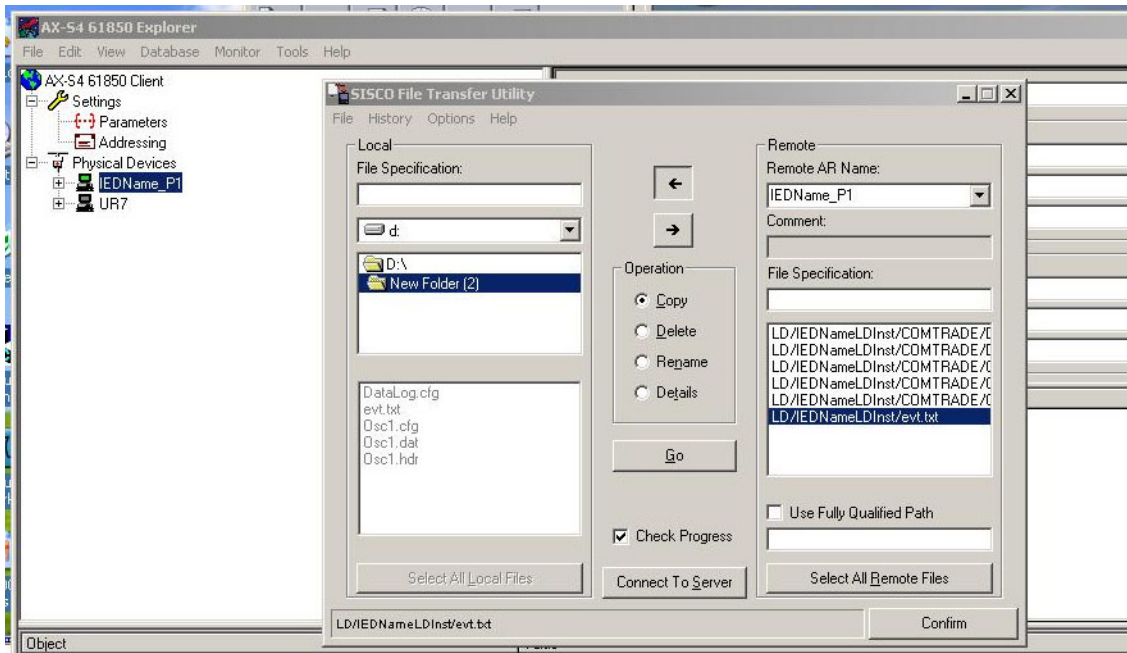 AX-S4 61850 Explorer
File Edit View Database Monitor Tools Help
AX-S4 61850 Client
Settings
Parameters
Addressing
Physical Devices
IEDName_P1
UR7
SISCO File Transfer Utility
File History Options Help
Local
File Specification:
d:
D:\
New Folder (2)
DataLog.cfg
evt.txt
Osc1.cfg
Osc1.dat
Osc1.hdr
Select All Local Files
Operation
Copy
Delete
Rename
Details
Go
Check Progress
Connect To Server
Remote
Remote AR Name:
IEDName_P1
Comment:
File Specification:
LD/IEDNameLDInst/COMTRADE/
LD/IEDNameLDInst/COMTRADE/
LD/IEDNameLDInst/COMTRADE/
LD/IEDNameLDInst/COMTRADE/
LD/IEDNameLDInst/COMTRADE/
LD/IEDNameLDInst/evt.txt
Use Fully Qualified Path
Select All Remote Files
LD/IEDNameLDInst/evt.txt
Confirm
Object